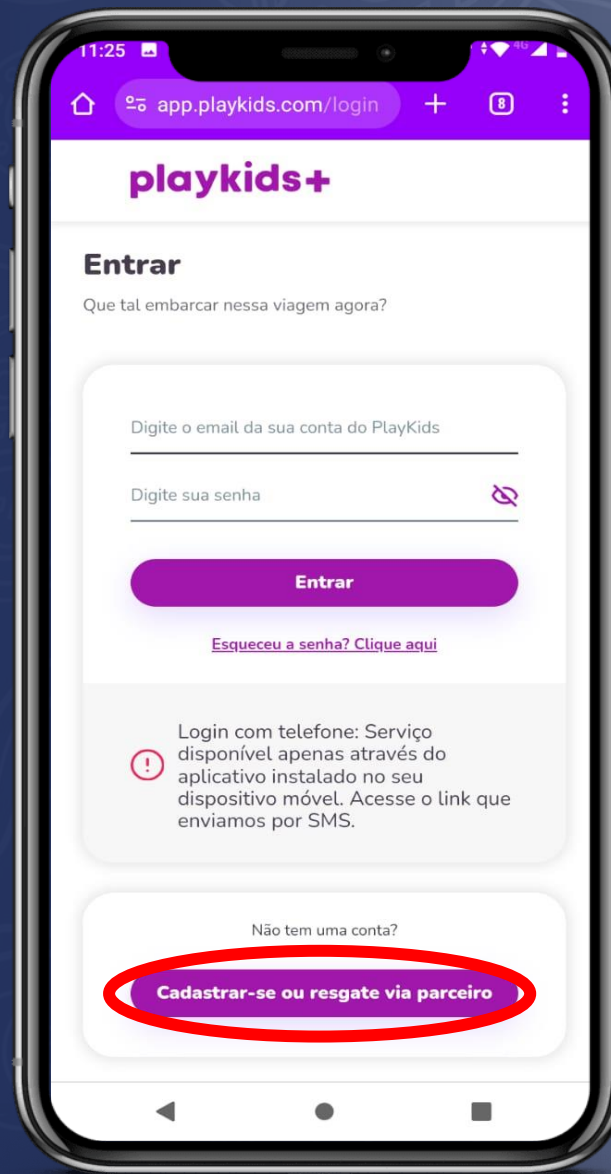 11:25
4G
app.playkids.com/login
8
playkids+
Entrar
Que tal embarcar nessa viagem agora?
Digite o email da sua conta do PlayKids
Digite sua senha
Entrar
Esqueceu a senha? Clique aqui
Login com telefone: Serviço
disponível apenas através do
aplicativo instalado no seu
dispositivo móvel. Acesse o link que
enviamos por SMS.
Não tem uma conta?
Cadastrar-se ou resgate via parceiro